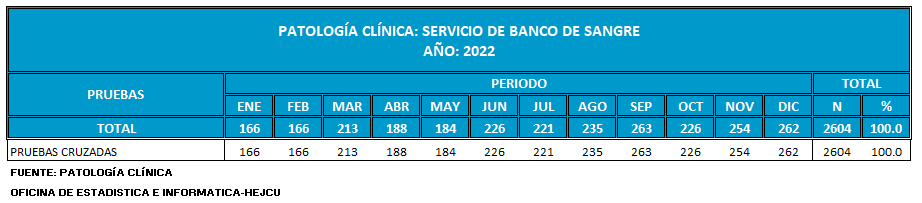 PATOLOGÍA CLÍNICA: SERVICIO DE BANCO DE SANGRE
AÑO: 2022
PRUEBAS PERIODO TOTAL
ENE FEB MAR ABR MAY JUN JUL AGO SEP OCT NOV DIC N %
TOTAL 166 166 213 188 184 226 221 235 263 226 254 262 2604 100.0
PRUEBAS CRUZADAS 166 166 213 188 184 226 221 235 263 226 254 262 2604 100.0
FUENTE: PATOLOGÍA CLÍNICA
OFICINA DE ESTADISTICA E INFORMATICA-HEJCU